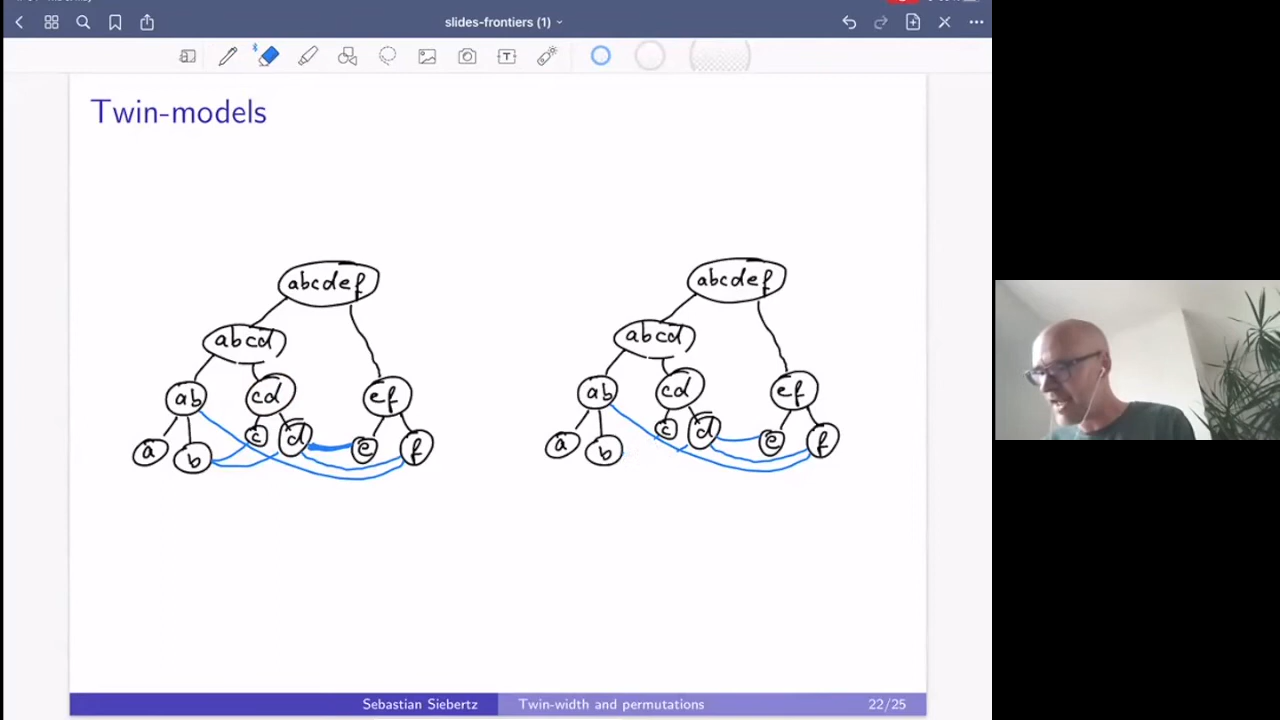 slides-frontiers (1)
Twin-models
abcdef
abcdef
abcd
abcd
ab
cd
ef
ab
cd
ef
a
b
c
d
e
f
a
b
c
d
e
f
Sebastian Siebertz
Twin-width and permutations
22/25